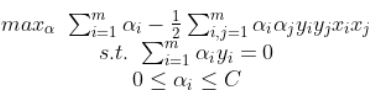 max_α ∑_{i=1}^{m} α_i − 1/2 ∑_{i,j=1}^{m} α_i α_j y_i y_j x_i x_j
s.t. ∑_{i=1}^{m} α_i y_i = 0
0 ≤ α_i ≤ C